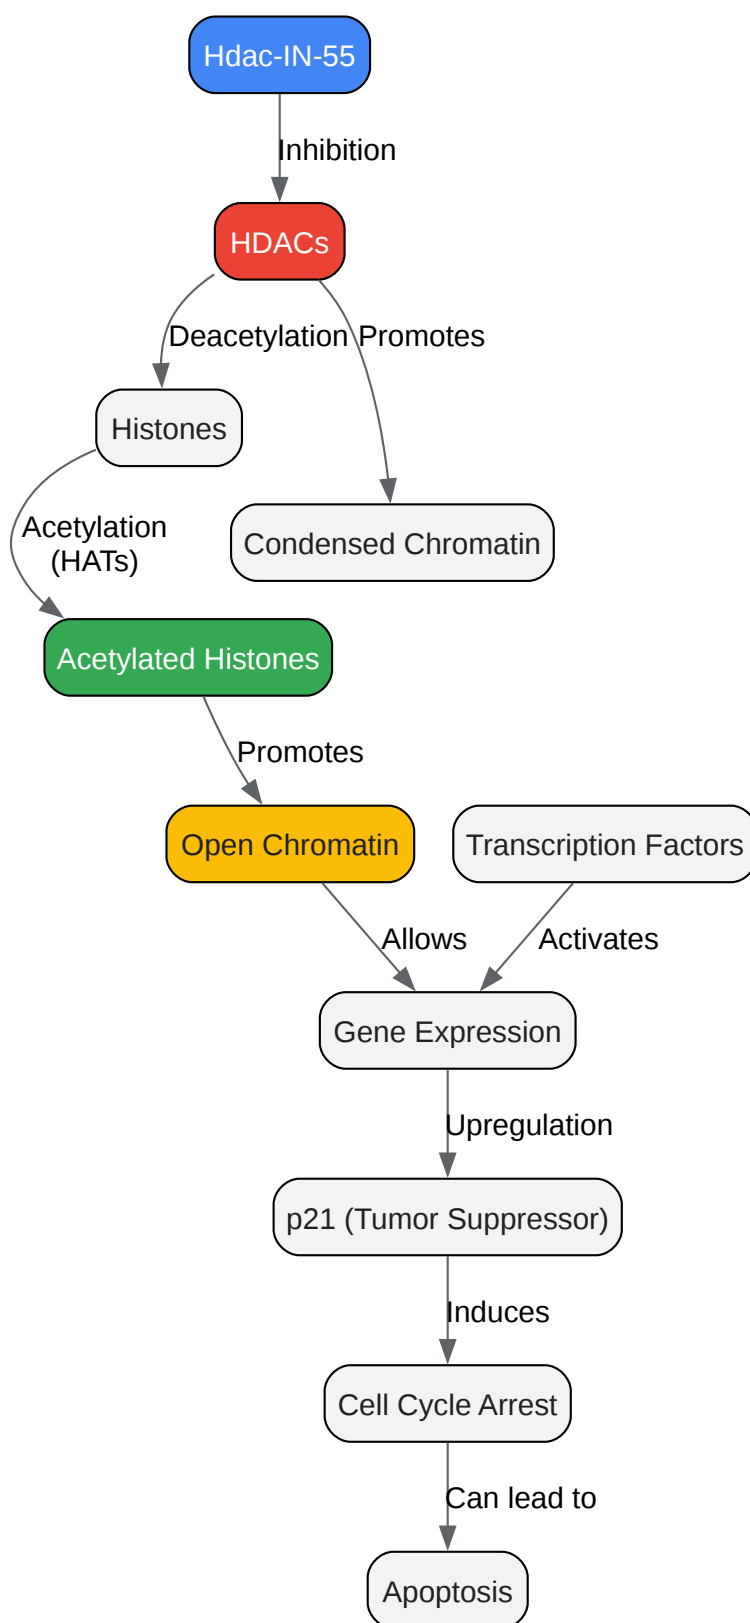 Hdac-IN-55
Inhibition
HDACs
Deacetylation
Promotes
Histones
Acetylation
(HATs)
Condensed Chromatin
Acetylated Histones
Promotes
Open Chromatin
Transcription Factors
Allows
Activates
Gene Expression
Upregulation
p21 (Tumor Suppressor)
Induces
Cell Cycle Arrest
Can lead to
Apoptosis